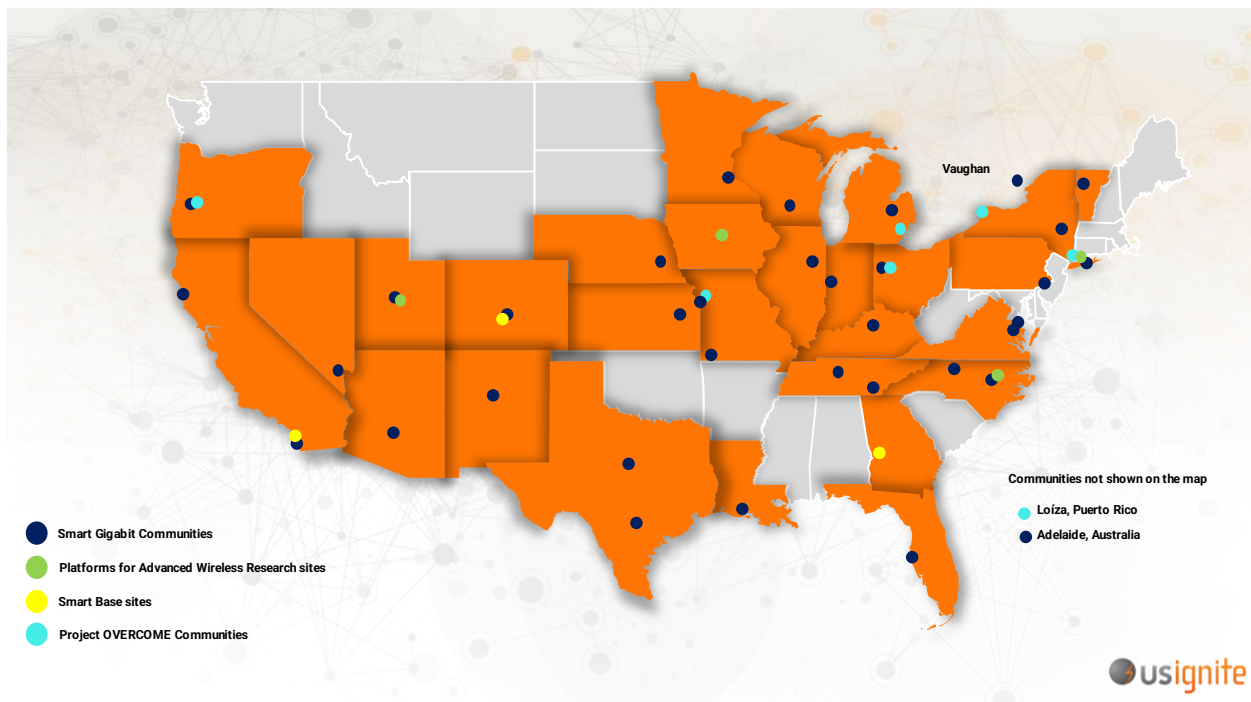 Vaughan
Communities not shown on the map
Loíza, Puerto Rico
Adelaide, Australia
Smart Gigabit Communities
Platforms for Advanced Wireless Research sites
Smart Base sites
Project OVERCOME Communities
usignite